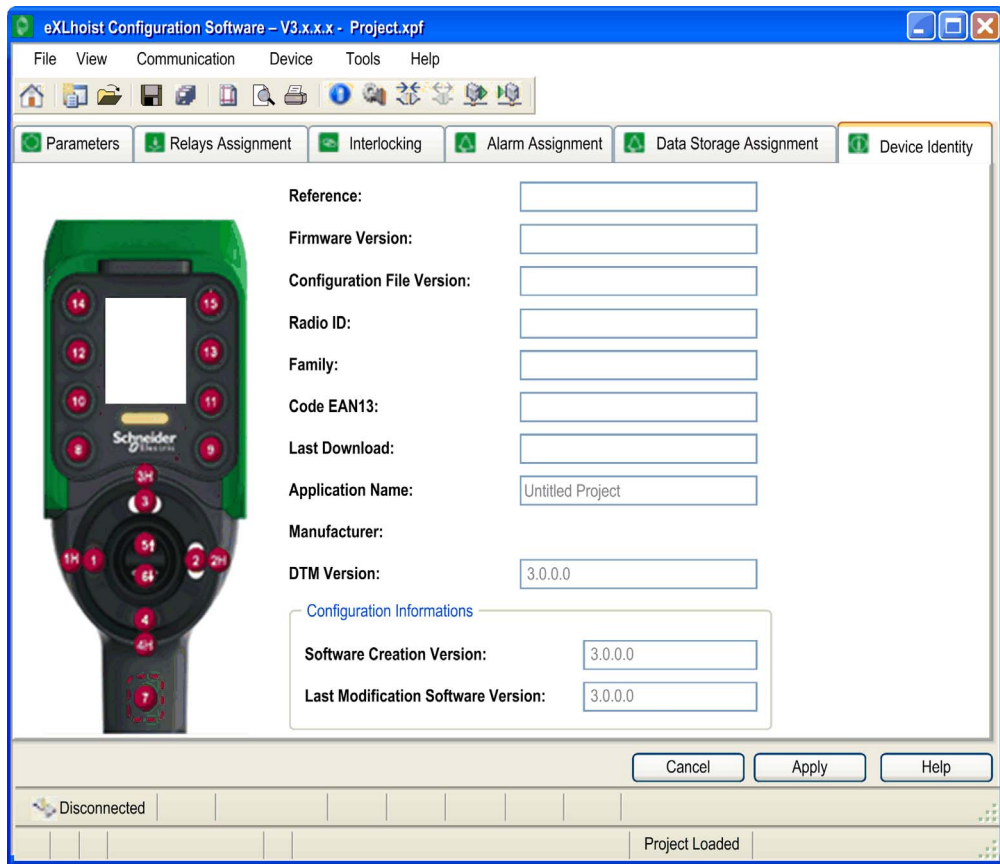 eXLhoist Configuration Software – V3.x.x.x - Project.xpf
File View Communication Device Tools Help
Parameters Relays Assignment Interlocking Alarm Assignment Data Storage Assignment Device Identity
Reference:
Firmware Version:
Configuration File Version:
Radio ID:
Family:
Code EAN13:
Last Download:
Application Name: Untitled Project
Manufacturer:
DTM Version: 3.0.0.0
Configuration Informations
Software Creation Version: 3.0.0.0
Last Modification Software Version: 3.0.0.0
14 15
12 13
10 11
Schneider Electric
8 9
3H
3
5
1H 1 2 2H
6
4
4H
7
Cancel Apply Help
Disconnected
Project Loaded